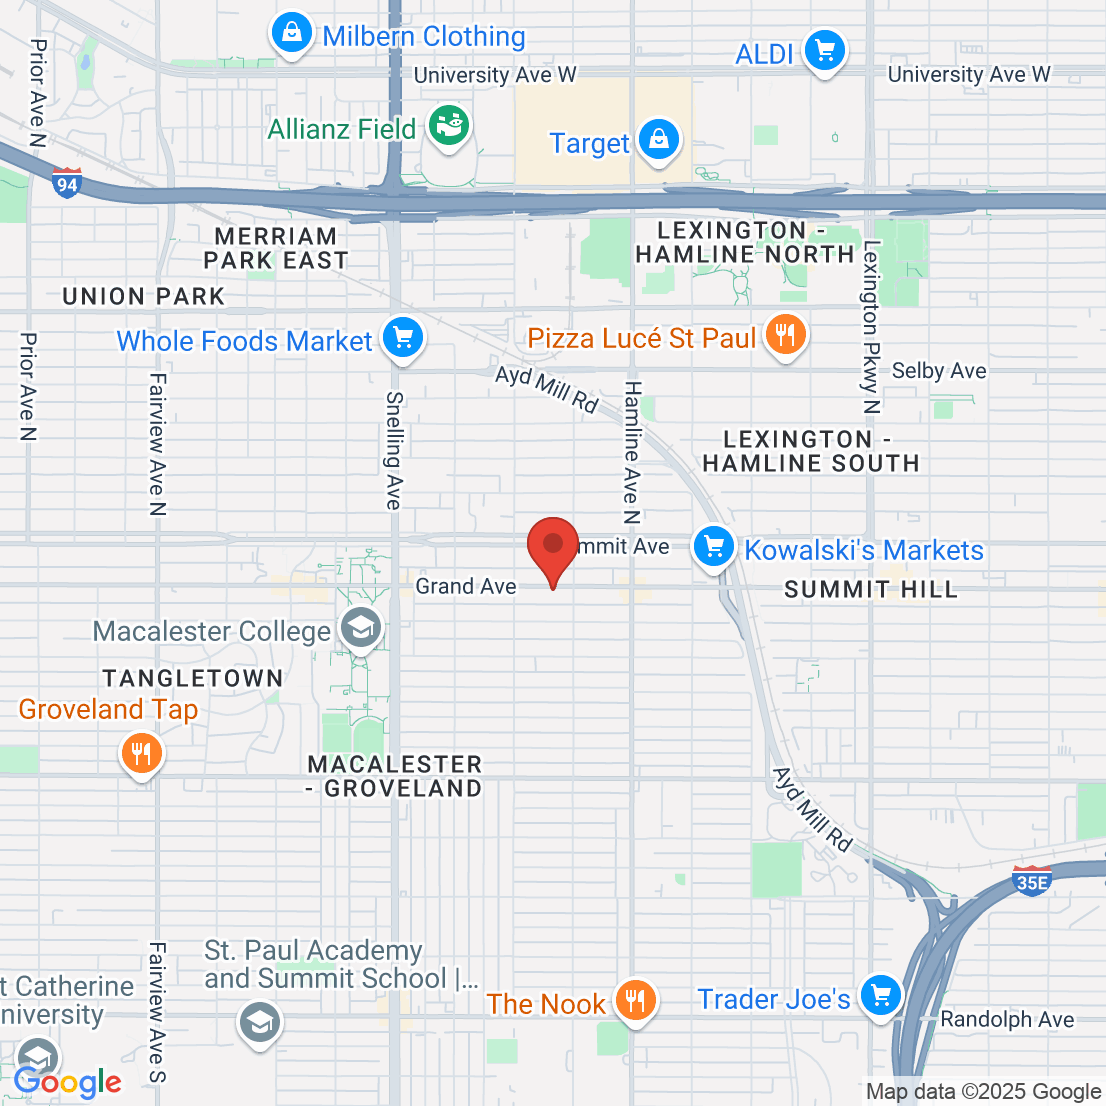 Milbern Clothing
ALDI
University Ave W
University Ave W
Prior Ave N
Allianz Field
Target
94
MERRIAM
PARK EAST
LEXINGTON -
HAMLINE NORTH
Lexington Pkwy N
UNION PARK
Whole Foods Market
Pizza Lucé St Paul
Prior Ave N
Fairview Ave N
Snelling Ave
Ayd Mill Rd
Hamline Ave N
Selby Ave
LEXINGTON -
HAMLINE SOUTH
mmit Ave
Kowalski's Markets
Grand Ave
SUMMIT HILL
Macalester College
TANGLETOWN
Groveland Tap
MACALESTER
- GROVELAND
Ayd Mill Rd
35E
Fairview Ave S
St. Paul Academy
and Summit School |...
t Catherine
niversity
The Nook
Trader Joe's
Randolph Ave
Google
Map data ©2025 Google